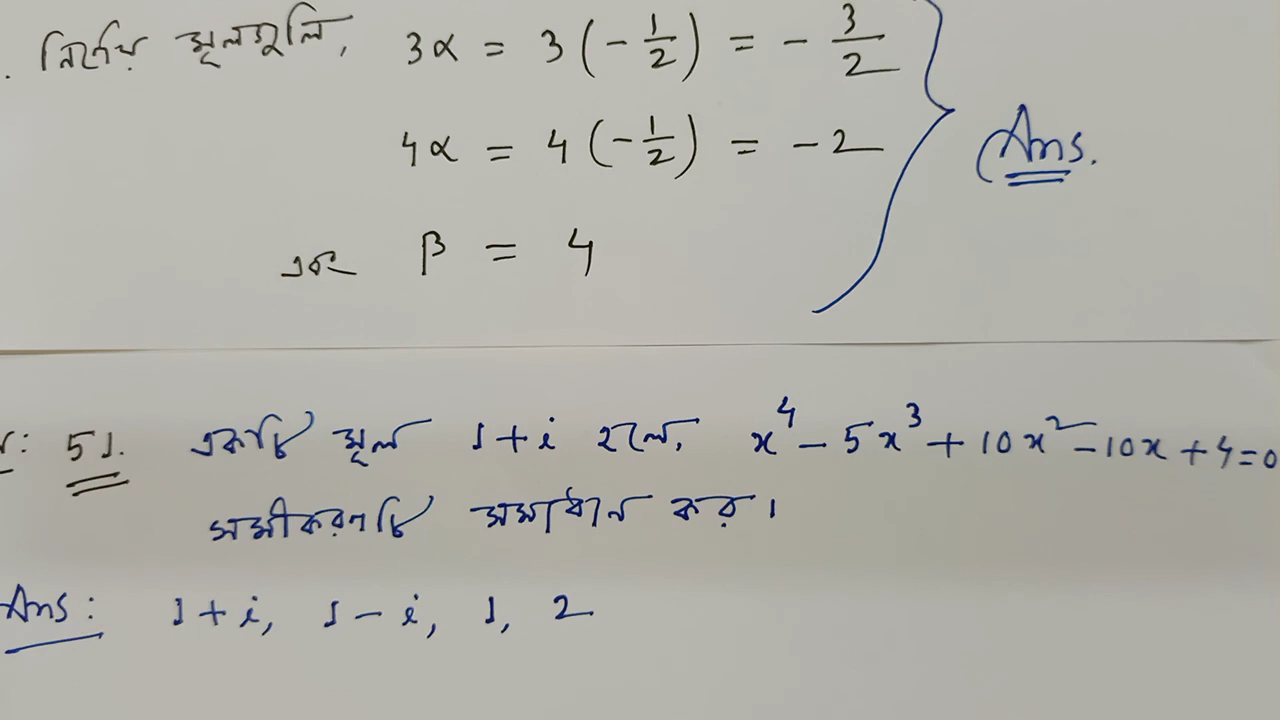 . নির্ণেয় মূলগুলি, 3α = 3(-1/2) = -3/2
4α = 4(-1/2) = -2
এবং β = 4
Ans.
: 51. একটি মূল 1+i হলে, x⁴ - 5x³ + 10x² - 10x + 4 = 0
সমীকরণটি সমাধান কর।
Ans: 1+i, 1-i, 1, 2